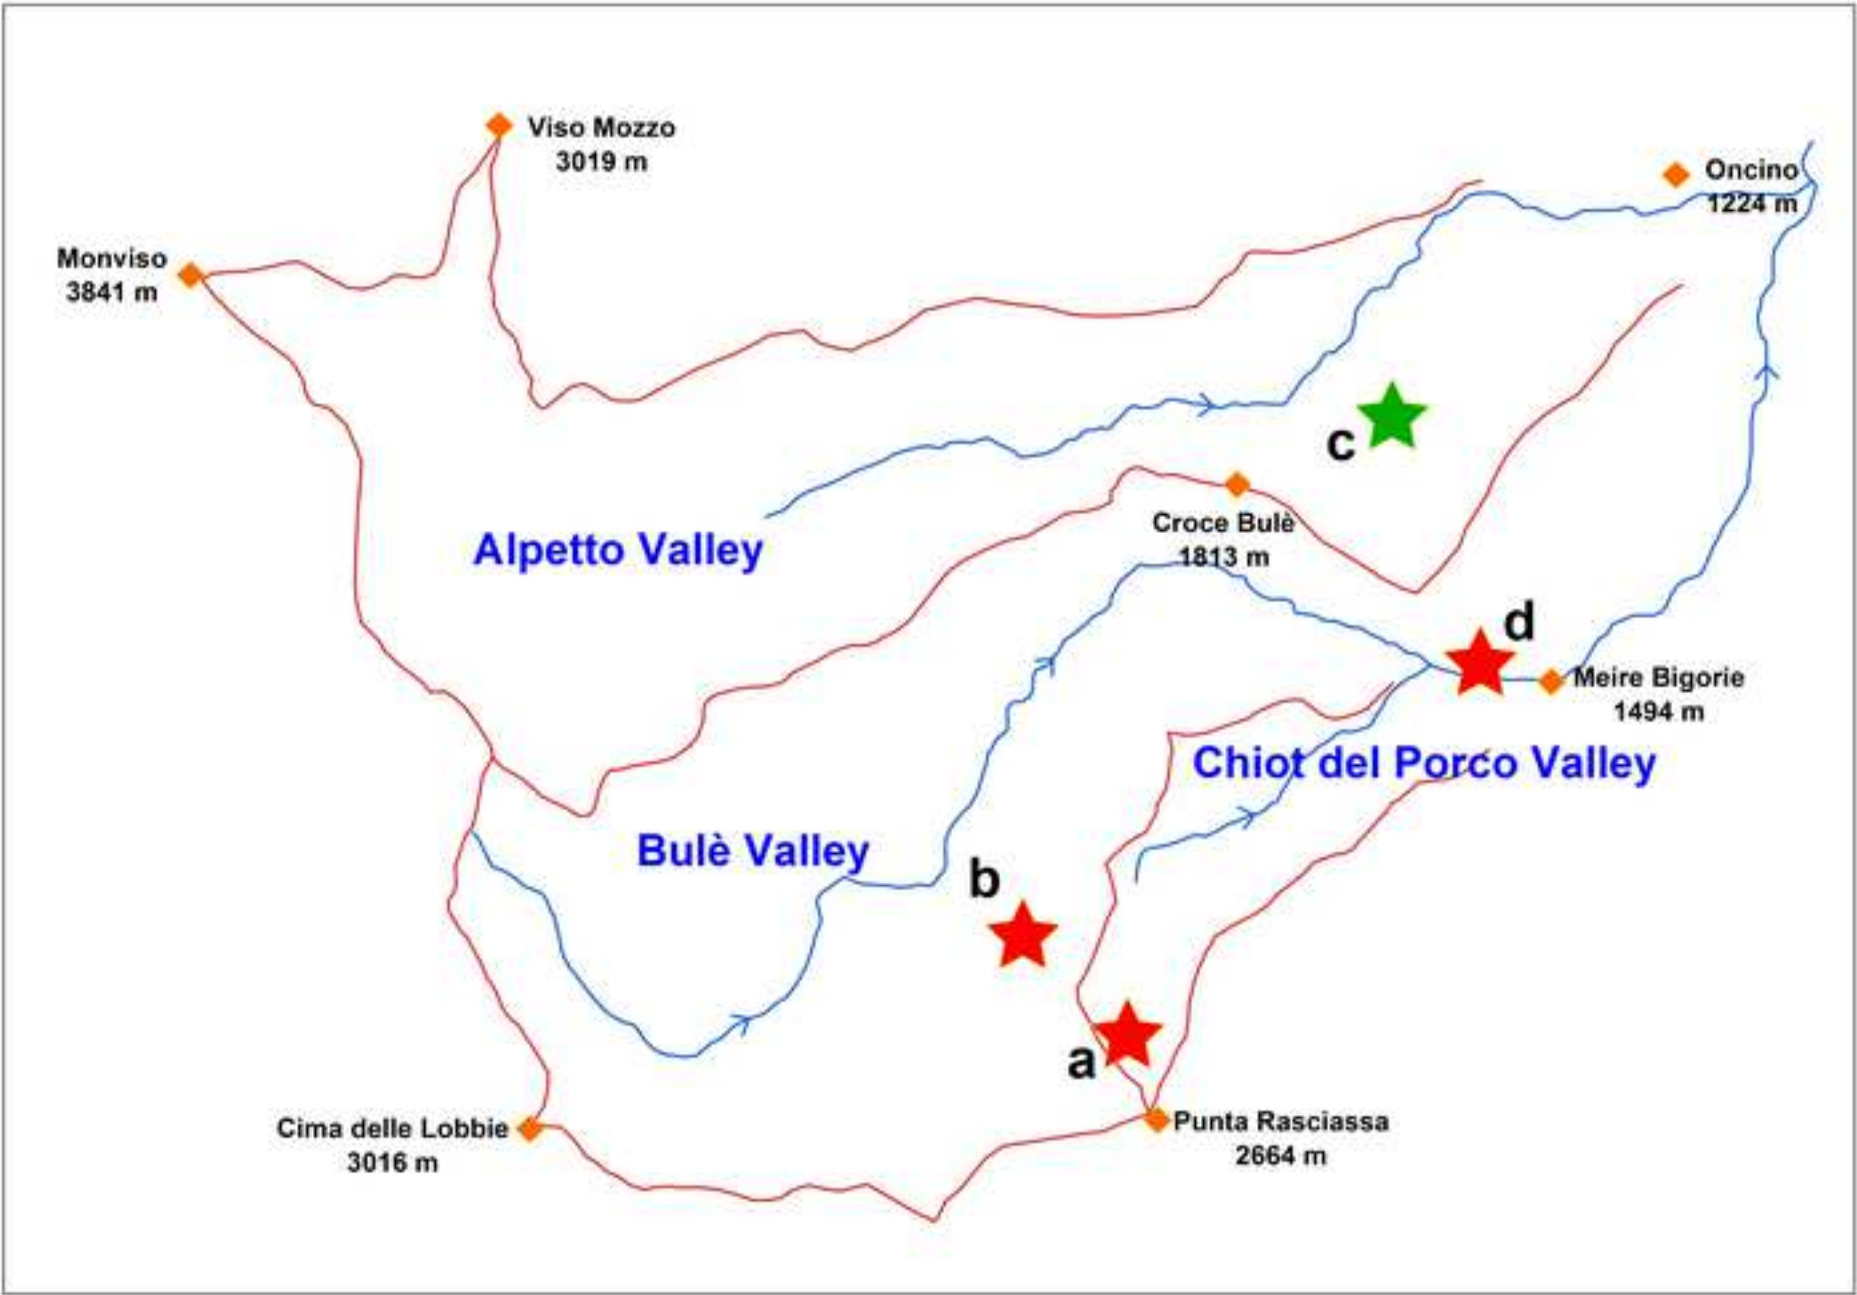 Viso Mozzo
3019 m
Oncino
1224 m
Monviso
3841 m
c
Croce Bulè
1813 m
Alpetto Valley
d
Meire Bigorie
1494 m
Chiot del Porco Valley
Bulè Valley
b
a
Cima delle Lobbie
3016 m
Punta Rasciassa
2664 m